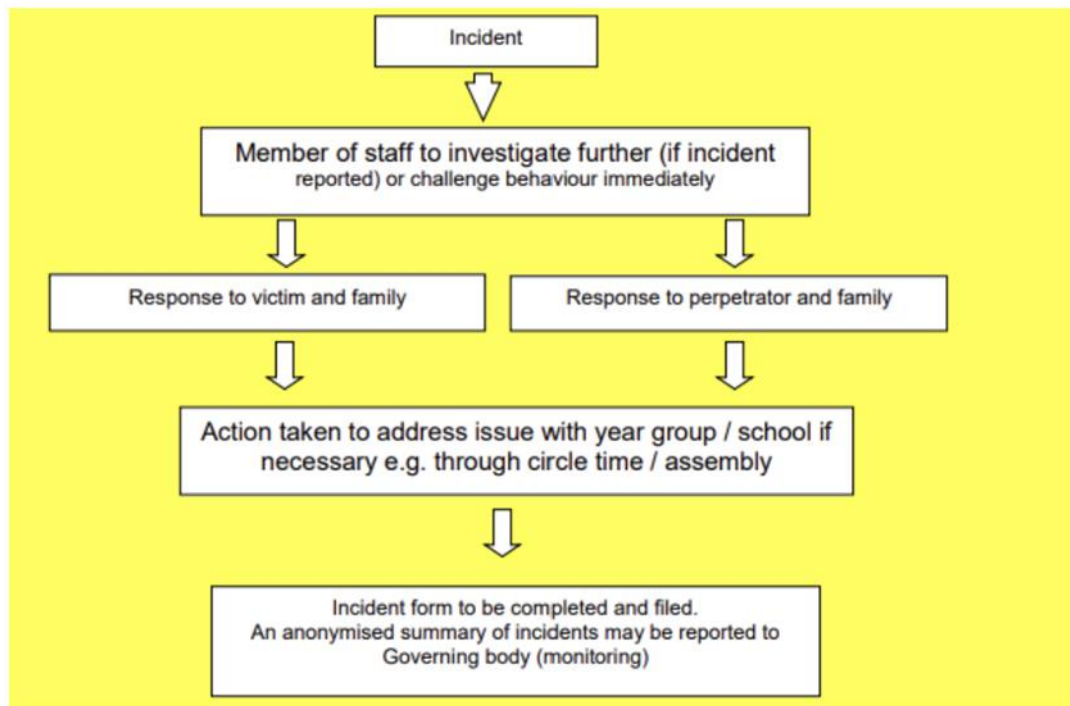 Incident
Member of staff to investigate further (if incident
reported) or challenge behaviour immediately
Response to victim and family
Response to perpetrator and family
Action taken to address issue with year group / school if
necessary e.g. through circle time / assembly
Incident form to be completed and filed.
An anonymised summary of incidents may be reported to
Governing body (monitoring)